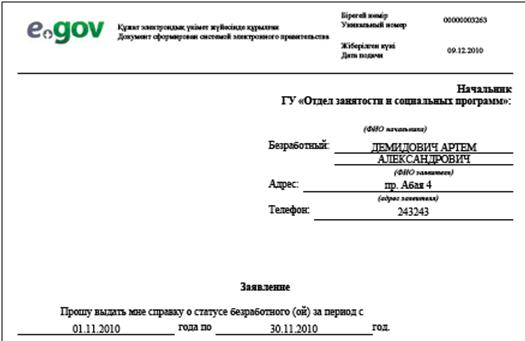 e.gov
Құжат электрондық үкімет жүйесінде құрылған
Документ сформирован системой электронного правительства
Бірегей нөмір
Уникальный номер
00000003263
Жіберілген күні
Дата подачи
09.12.2010
Начальник
ГУ «Отдел занятости и социальных программ»:
(ФИО начальника)
Безработный: ДЕМИДОВИЧ АРТЕМ
АЛЕКСАНДРОВИЧ
(ФИО заявителя)
Адрес: пр. Абая 4
(адрес заявителя)
Телефон: 243243
Заявление
Прошу выдать мне справку о статусе безработного (ой) за период с
01.11.2010 года по 30.11.2010 год.